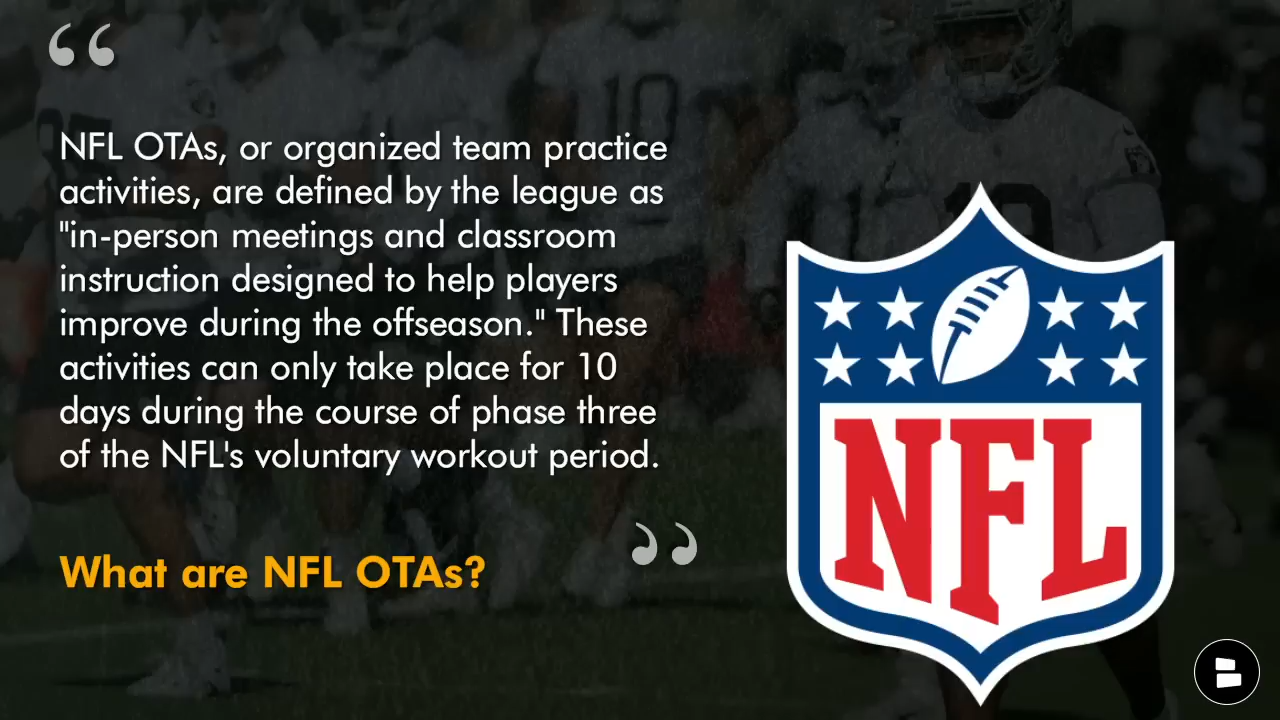 “
NFL OTAs, or organized team practice
activities, are defined by the league as
"in-person meetings and classroom
instruction designed to help players
improve during the offseason." These
activities can only take place for 10
days during the course of phase three
of the NFL's voluntary workout period.
”
What are NFL OTAs?
NFL
10